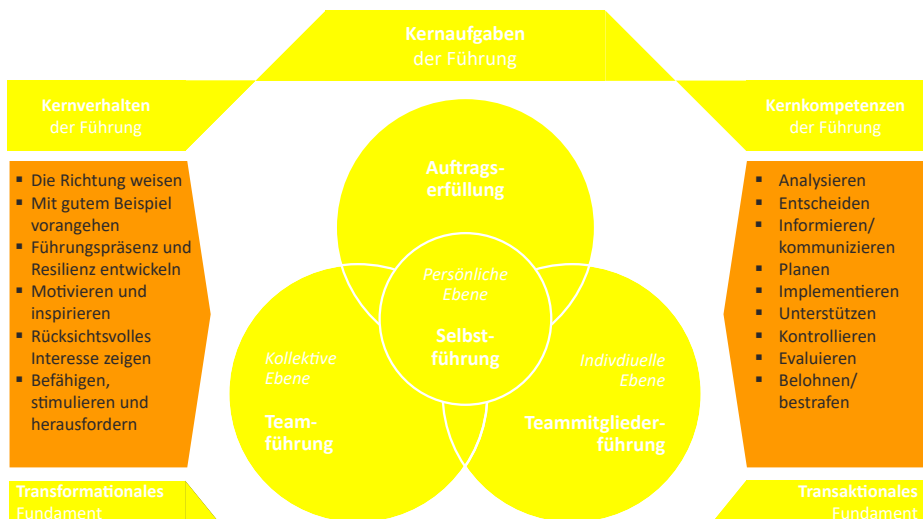 Kernaufgaben
der Führung
Kernverhalten
der Führung
Kernkompetenzen
der Führung
▪ Die Richtung weisen
▪ Mit gutem Beispiel
vorangehen
▪ Führungspräsenz und
Resilienz entwickeln
▪ Motivieren und
inspirieren
▪ Rücksichtsvolles
Interesse zeigen
▪ Befähigen,
stimulieren und
herausfordern
Auftrags-
erfüllung
Persönliche
Ebene
Selbst-
führung
Kollektive
Ebene
Team-
führung
Indivdiuelle
Ebene
Teammitglieder-
führung
▪ Analysieren
▪ Entscheiden
▪ Informieren/
kommunizieren
▪ Planen
▪ Implementieren
▪ Unterstützen
▪ Kontrollieren
▪ Evaluieren
▪ Belohnen/
bestrafen
Transformationales
Fundament
Transaktionales
Fundament